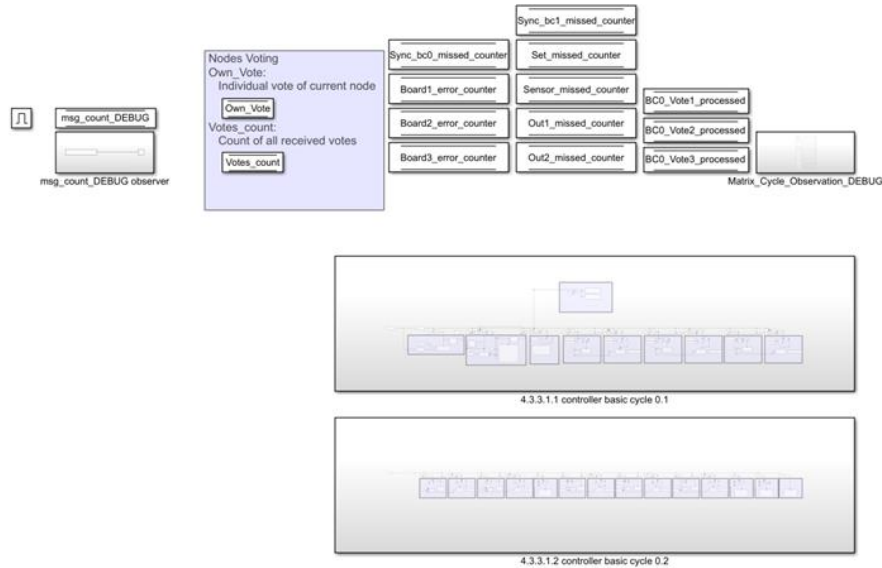 Sync_bc1_missed_counter
Nodes Voting
Own_Vote:
Individual vote of current node
Own_Vote
Votes_count:
Count of all received votes
Votes_count
Sync_bc0_missed_counter
Set_missed_counter
Board1_error_counter
Sensor_missed_counter
Board2_error_counter
Out1_missed_counter
Board3_error_counter
Out2_missed_counter
BC0_Vote1_processed
BC0_Vote2_processed
BC0_Vote3_processed
msg_count_DEBUG
msg_count_DEBUG observer
Matrix_Cycle_Observation_DEBUG
4.3.3.1.1 controller basic cycle 0.1
4.3.3.1.2 controller basic cycle 0.2